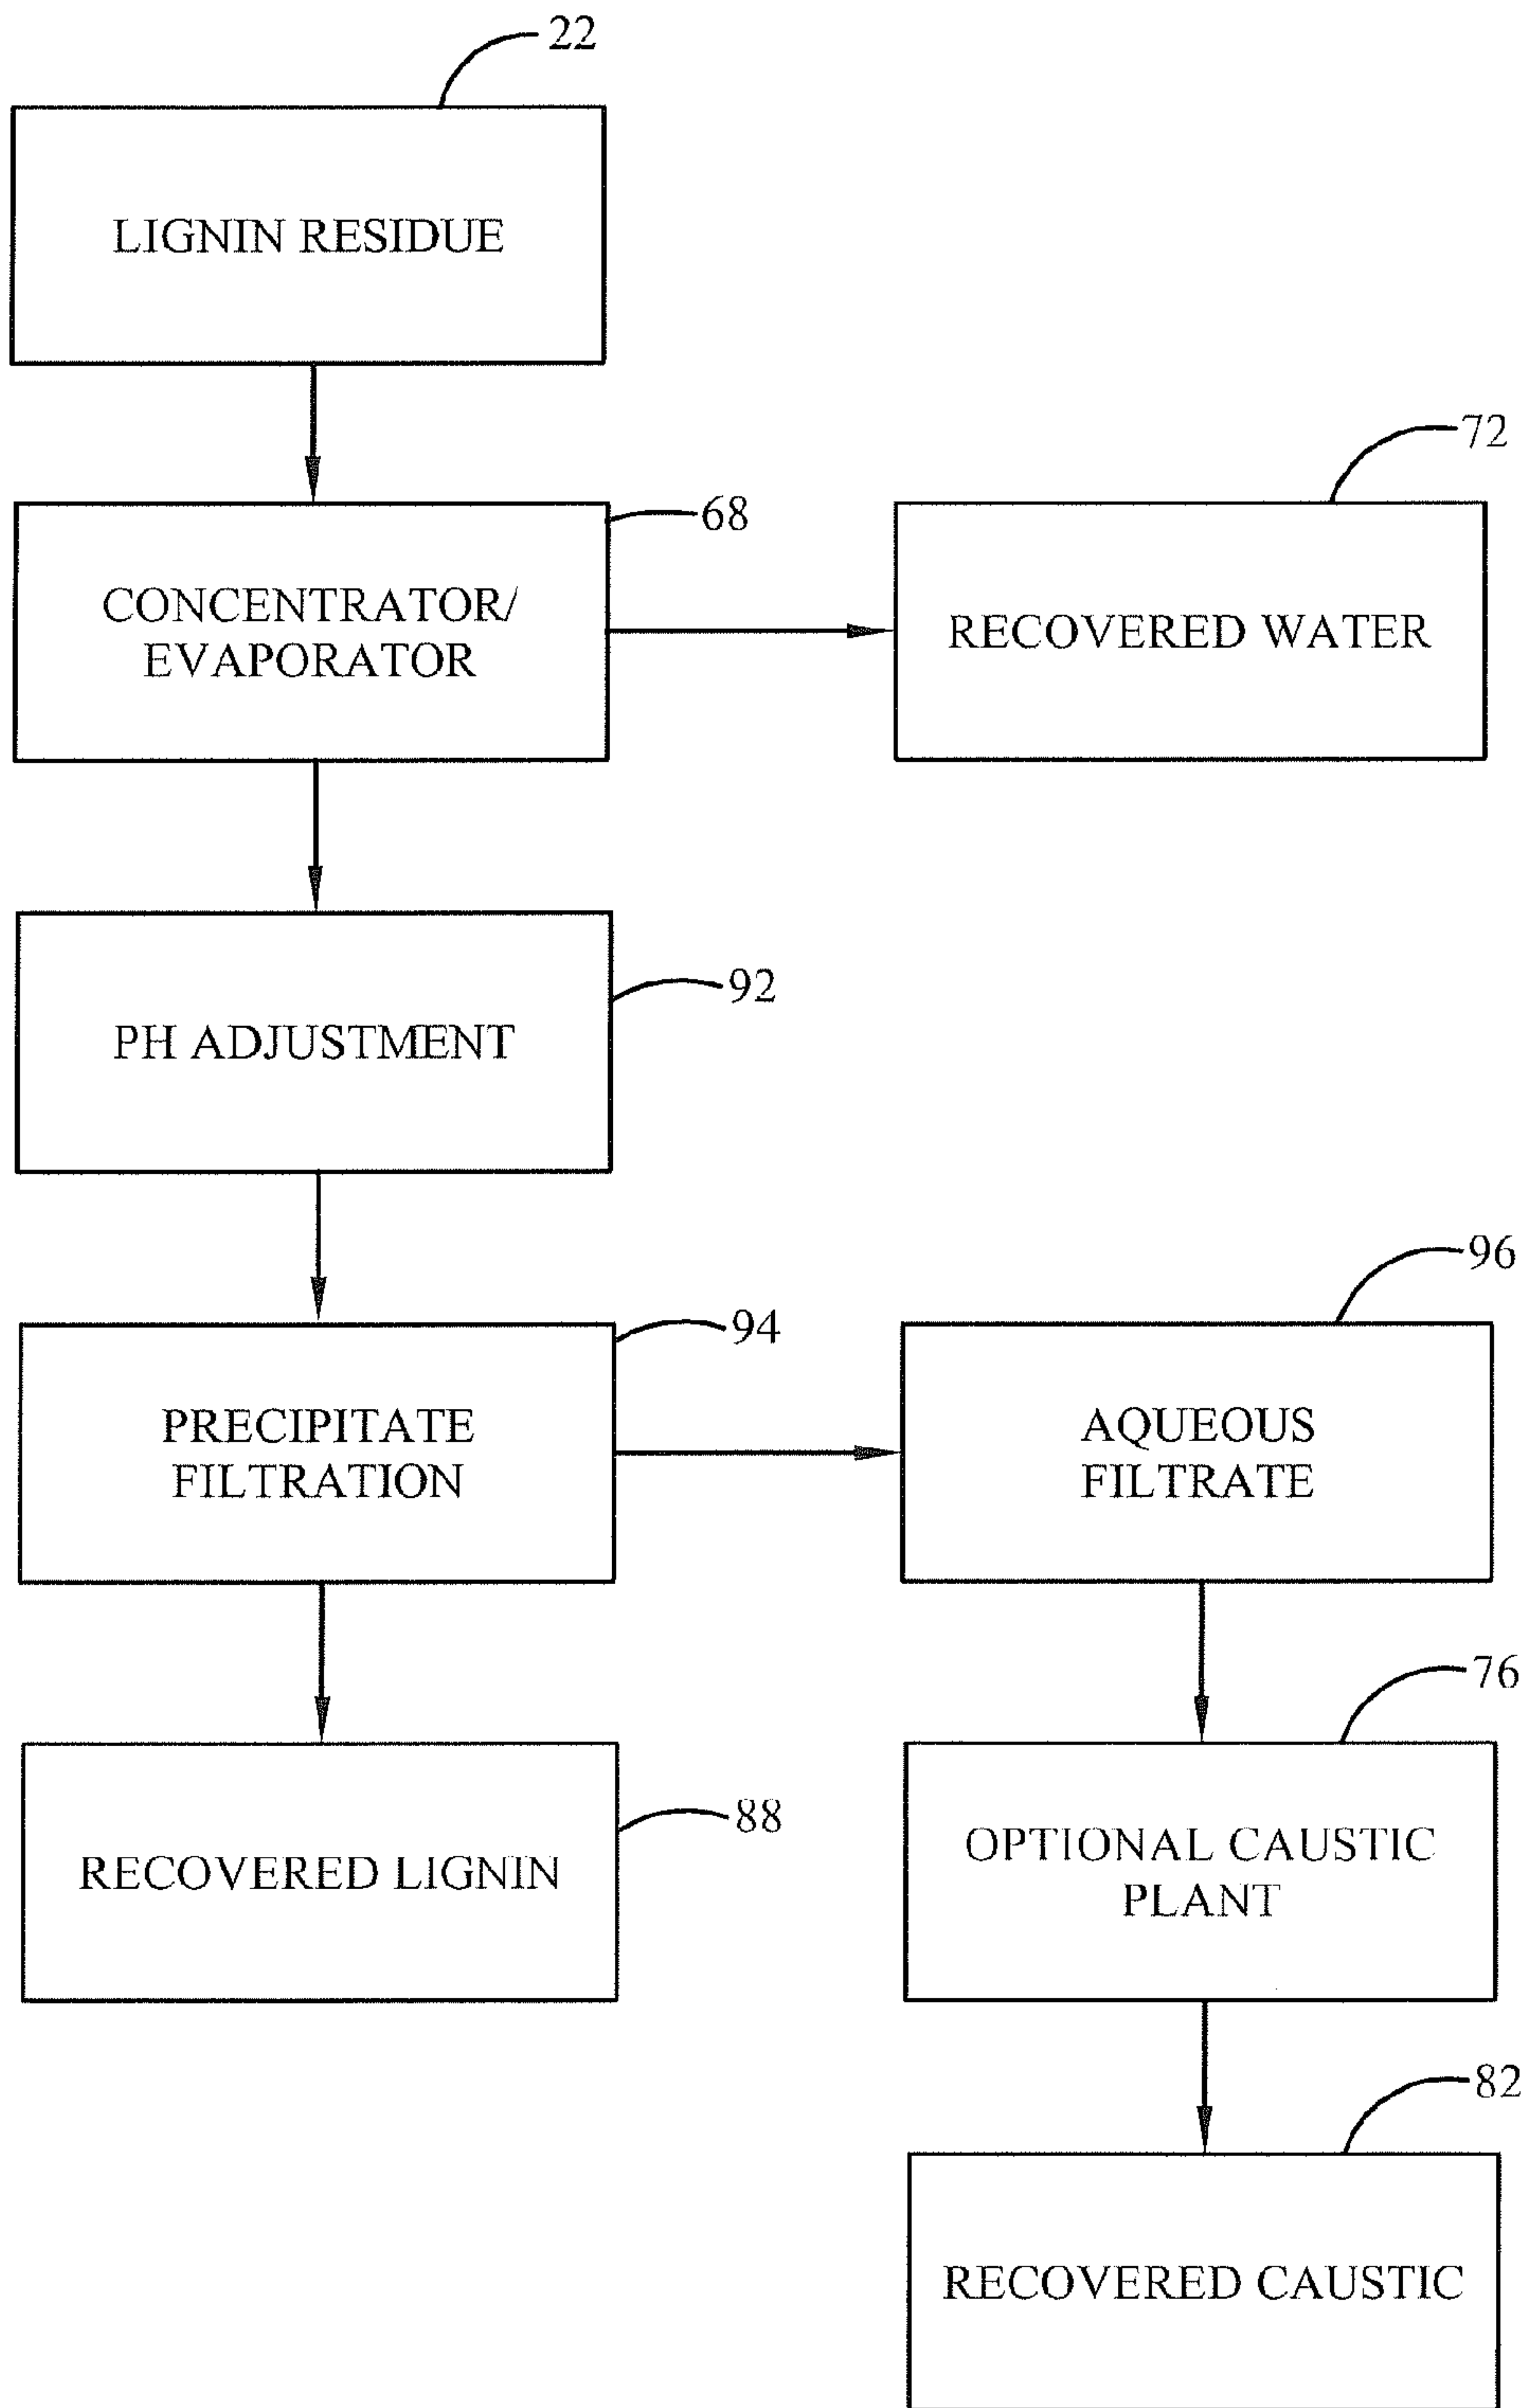 22
LIGNIN RESIDUE
72
68
CONCENTRATOR/
EVAPORATOR
RECOVERED WATER
92
PH ADJUSTMENT
96
94
PRECIPITATE
FILTRATION
AQUEOUS
FILTRATE
76
88
RECOVERED LIGNIN
OPTIONAL CAUSTIC
PLANT
82
RECOVERED CAUSTIC